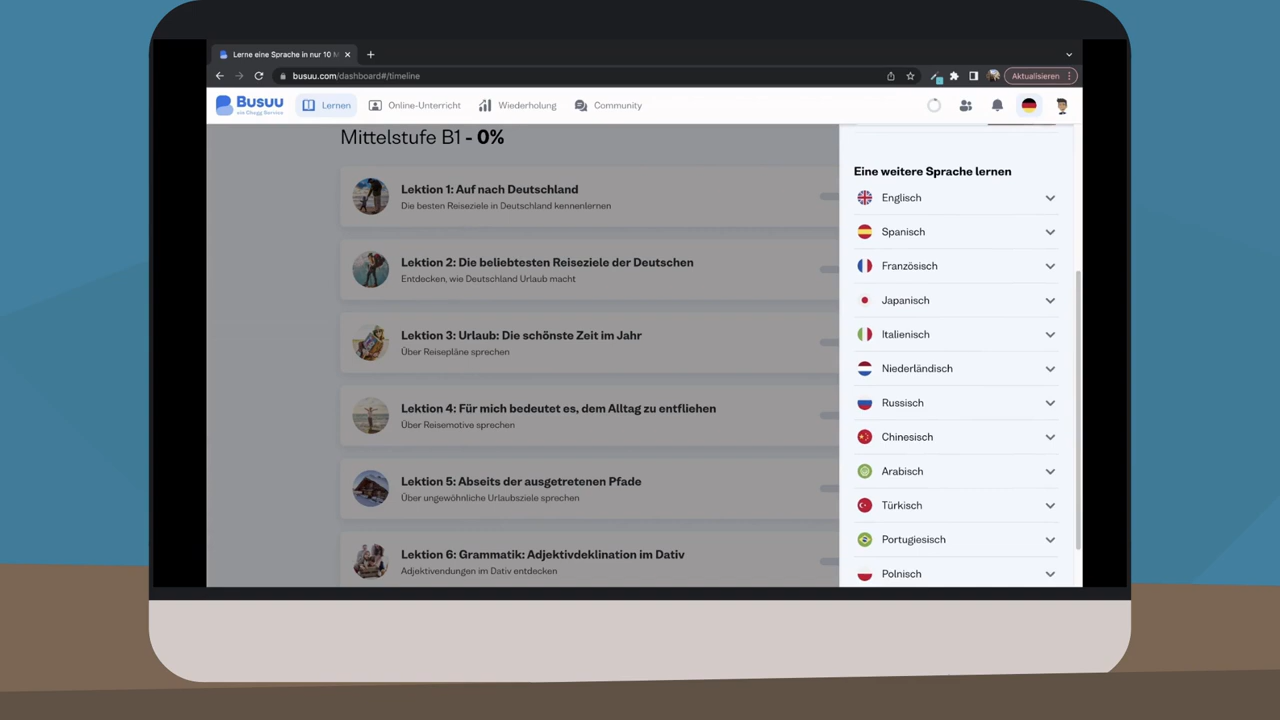 Lerne eine Sprache in nur 10 M
busuu.com/dashboard#/timeline
Aktualisieren
Busuu
ein Chegg Service
Lernen
Online-Unterricht
Wiederholung
Community
Mittelstufe B1 - 0%
Lektion 1: Auf nach Deutschland
Die besten Reiseziele in Deutschland kennenlernen
Lektion 2: Die beliebtesten Reiseziele der Deutschen
Entdecken, wie Deutschland Urlaub macht
Lektion 3: Urlaub: Die schönste Zeit im Jahr
Über Reisepläne sprechen
Lektion 4: Für mich bedeutet es, dem Alltag zu entfliehen
Über Reisemotive sprechen
Lektion 5: Abseits der ausgetretenen Pfade
Über ungewöhnliche Urlaubsziele sprechen
Lektion 6: Grammatik: Adjektivdeklination im Dativ
Adjektivendungen im Dativ entdecken
Eine weitere Sprache lernen
Englisch
Spanisch
Französisch
Japanisch
Italienisch
Niederländisch
Russisch
Chinesisch
Arabisch
Türkisch
Portugiesisch
Polnisch